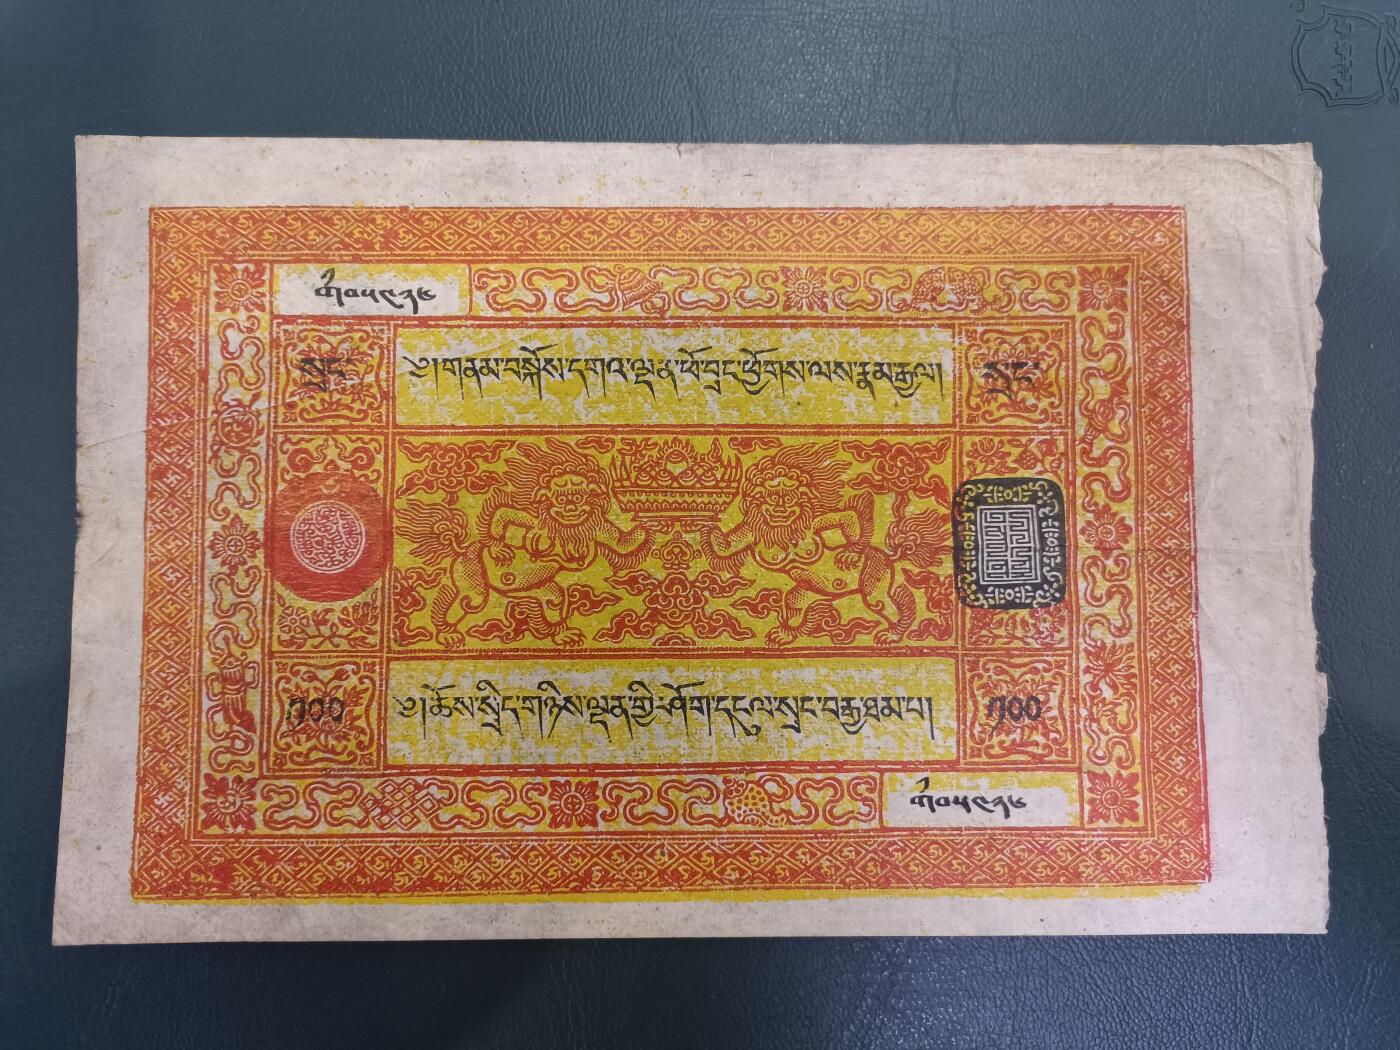 སྲང་ ༄། གནམ་བསྐོས་དགའ་ལྡན་ཕོ་བྲང་ཕྱོགས་ལས་རྣམ་རྒྱལ། སྲང་
༡༠༠ ༄། ཆོས་སྲིད་གཉིས་ལྡན་གྱི་ཤོག་དངུལ་སྲང་བརྒྱ་ཐམ་པ། ༡༠༠